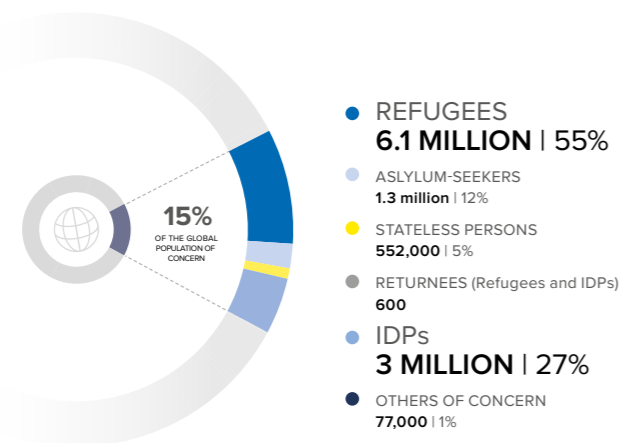 15%
OF THE GLOBAL
POPULATION OF
CONCERN
REFUGEES
6.1 MILLION | 55%
ASLYLUM-SEEKERS
1.3 million | 12%
STATELESS PERSONS
552,000 | 5%
RETURNEES (Refugees and IDPs)
600
IDPs
3 MILLION | 27%
OTHERS OF CONCERN
77,000 | 1%